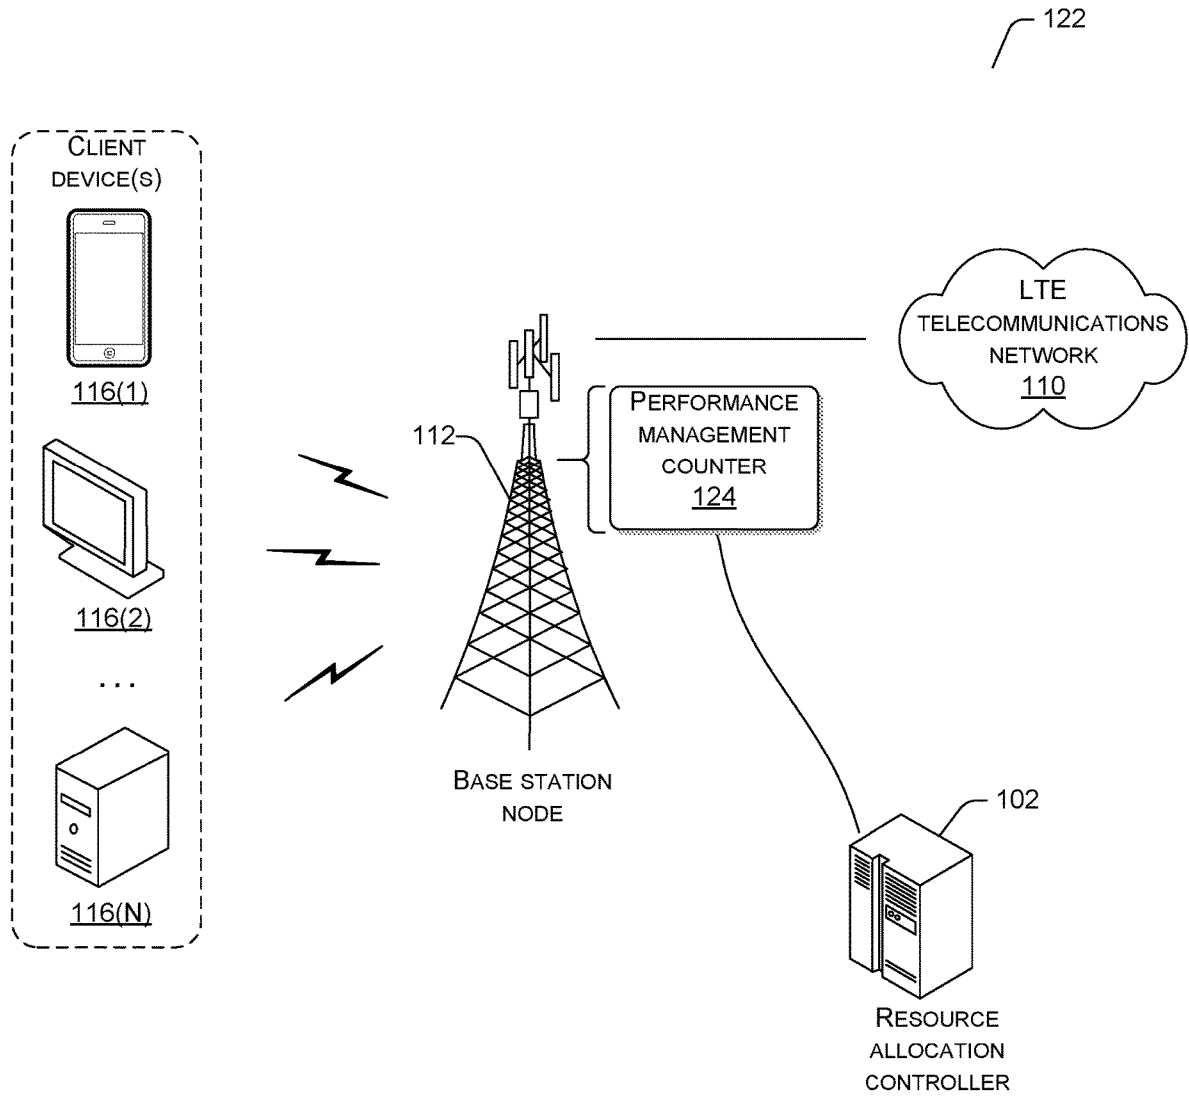 122
CLIENT
DEVICE(S)
116(1)
116(2)
...
116(N)
112
BASE STATION
NODE
PERFORMANCE
MANAGEMENT
COUNTER
124
LTE
TELECOMMUNICATIONS
NETWORK
110
102
RESOURCE
ALLOCATION
CONTROLLER